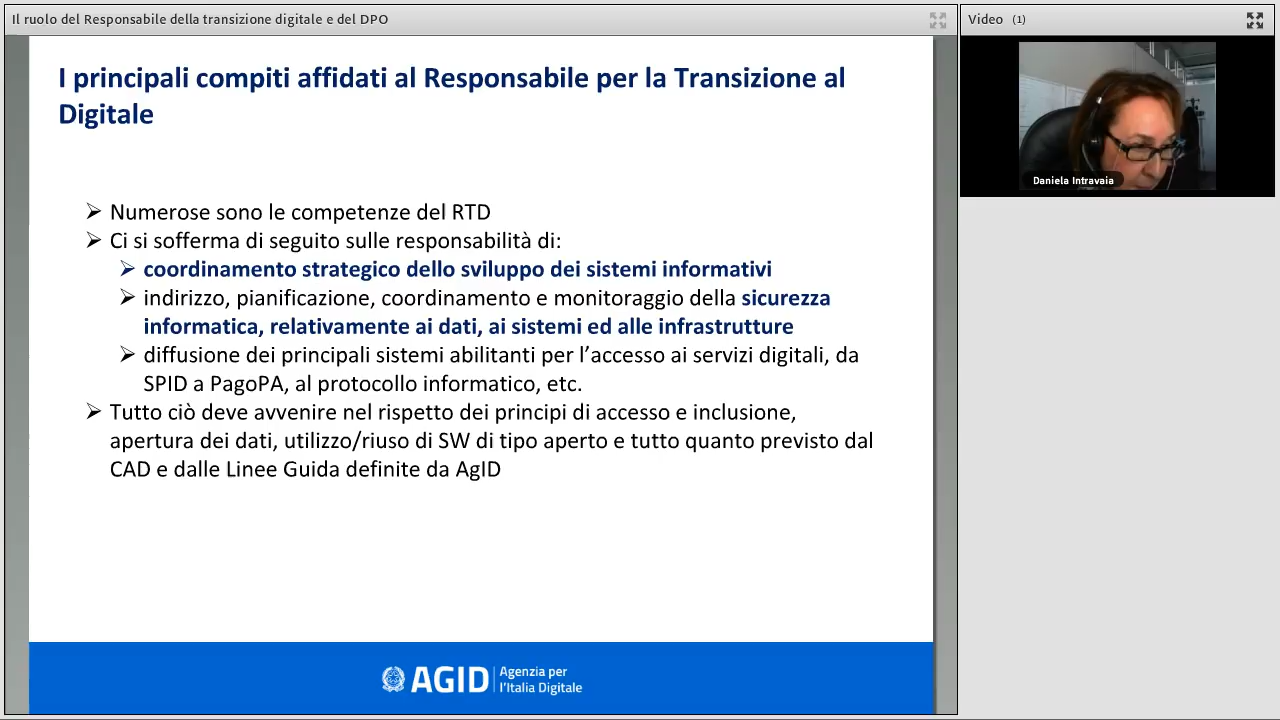 Il ruolo del Responsabile della transizione digitale e del DPO
I principali compiti affidati al Responsabile per la Transizione al
Digitale
Numerose sono le competenze del RTD
Ci si sofferma di seguito sulle responsabilità di:
coordinamento strategico dello sviluppo dei sistemi informativi
indirizzo, pianificazione, coordinamento e monitoraggio della sicurezza
informatica, relativamente ai dati, ai sistemi ed alle infrastrutture
diffusione dei principali sistemi abilitanti per l’accesso ai servizi digitali, da
SPID a PagoPA, al protocollo informatico, etc.
Tutto ciò deve avvenire nel rispetto dei principi di accesso e inclusione,
apertura dei dati, utilizzo/riuso di SW di tipo aperto e tutto quanto previsto dal
CAD e dalle Linee Guida definite da AgID
AGID Agenzia per
l'Italia Digitale
Video (1)
Daniela Intravaia